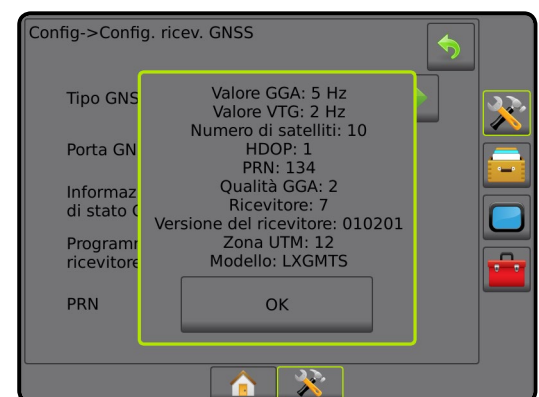 Config->Config. ricev. GNSS
Tipo GNS
Porta GN
Informaz
di stato G
Programm
ricevitore
PRN
Valore GGA: 5 Hz
Valore VTG: 2 Hz
Numero di satelliti: 10
HDOP: 1
PRN: 134
Qualità GGA: 2
Ricevitore: 7
Versione del ricevitore: 010201
Zona UTM: 12
Modello: LXGMTS
OK